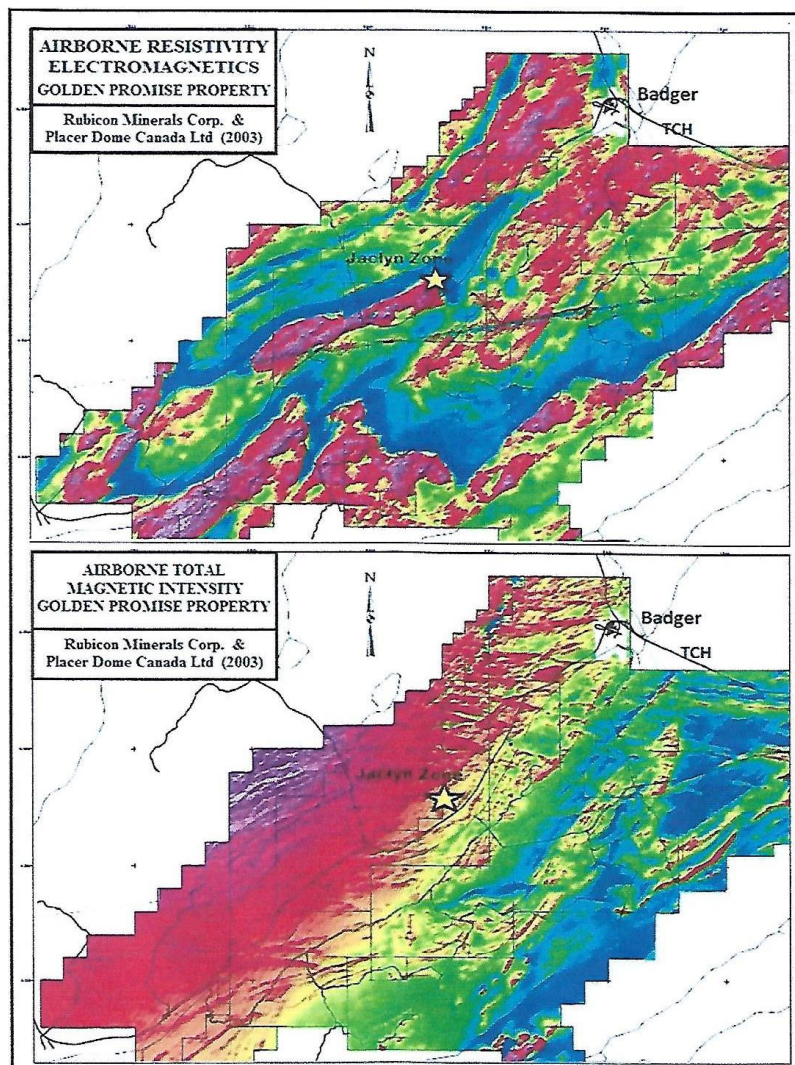 AIRBORNE RESISTIVITY
ELECTROMAGNETICS
GOLDEN PROMISE PROPERTY
Rubicon Minerals Corp. &
Placer Dome Canada Ltd (2003)
N
Badger
TCH
Jaclyn Zone
AIRBORNE TOTAL
MAGNETIC INTENSITY
GOLDEN PROMISE PROPERTY
Rubicon Minerals Corp. &
Placer Dome Canada Ltd (2003)
N
Badger
TCH
Jaclyn Zone